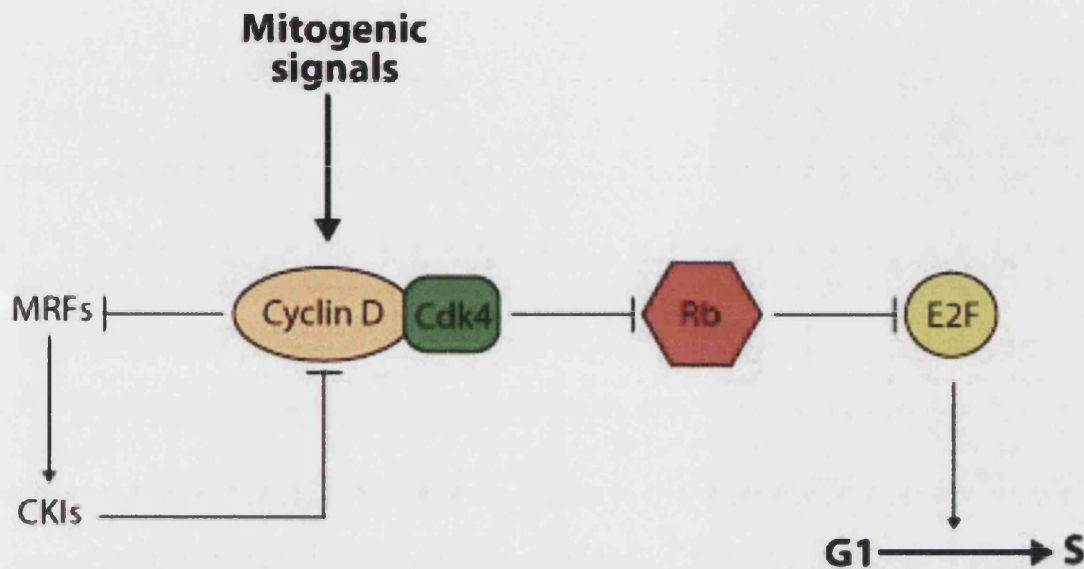 Mitogenic
signals
MRFs
Cyclin D
Cdk4
Rb
E2F
CKIs
G1
S